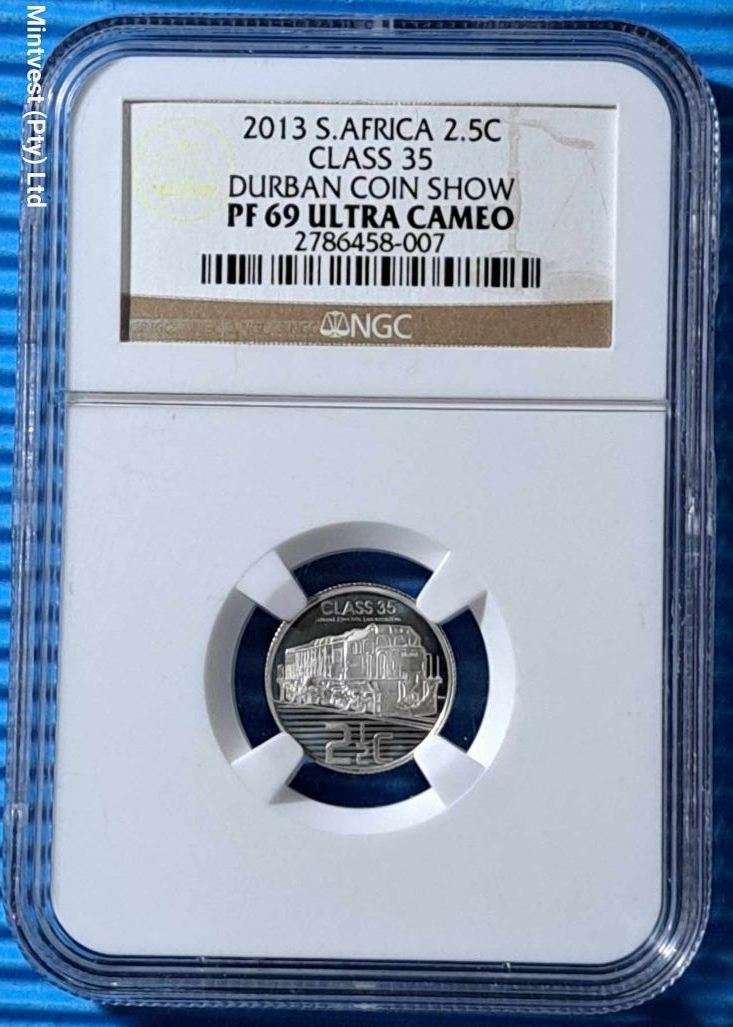 Mintvest (Pty) Ltd
2013 S.AFRICA 2.5C
CLASS 35
DURBAN COIN SHOW
PF 69 ULTRA CAMEO
2786458-007
NGC
CLASS 35
2½C